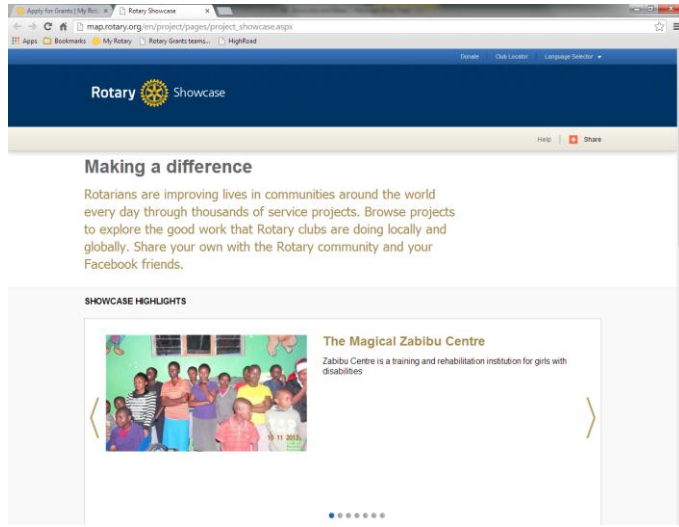 Apply for Grants | My Rot
Rotary Showcase
map.rotary.org/en/project/pages/project_showcase.aspx
Apps Bookmarks My Rotary Rotary Grants teams... HighRoad
Donate Club Locator Language Selector
Rotary Showcase
Help Share
Making a difference
Rotarians are improving lives in communities around the world
every day through thousands of service projects. Browse projects
to explore the good work that Rotary clubs are doing locally and
globally. Share your own with the Rotary community and your
Facebook friends.
SHOWCASE HIGHLIGHTS
The Magical Zabibu Centre
Zabibu Centre is a training and rehabilitation institution for girls with
disabilities
10 11 2013